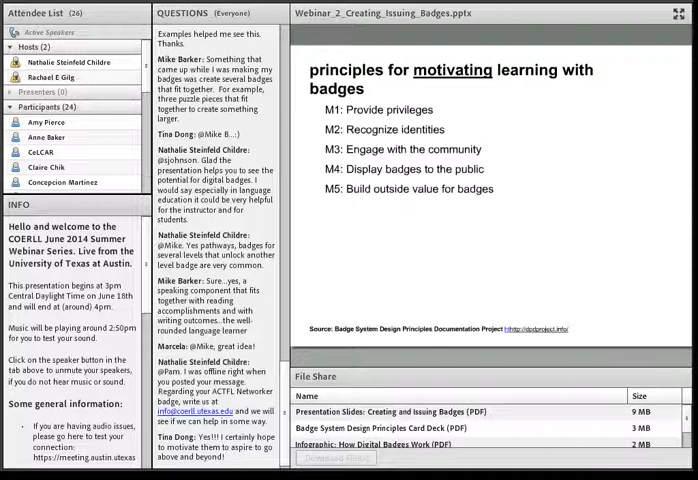 Attendee List (26)
Active Speakers
Hosts (2)
Nathalie Steinfeld Childre
Rachael E Gilg
Presenters (0)
Participants (24)
Amy Pierce
Anne Baker
CeLCAR
Claire Chik
Concepcion Martinez
INFO
Hello and welcome to the
COERLL June 2014 Summer
Webinar Series. Live from the
University of Texas at Austin.
This presentation begins at 3pm
Central Daylight Time on June 18th
and will end at (around) 4pm.
Music will be playing around 2:50pm
for you to test your sound.
Click on the speaker button in the
tab above to unmute your speakers,
if you do not hear music or sound.
Some general information:
• If you are having audio issues,
please go here to test your
connection:
https://meeting.austin.utexas
QUESTIONS (Everyone)
Examples helped me see this.
Thanks.
Mike Barker: Something that
came up while I was making my
badges was create several badges
that fit together. For example,
three puzzle pieces that fit
together to create something
larger.
Tina Dong: @Mike B...:)
Nathalie Steinfeld Childre:
@sjohnson. Glad the
presentation helps you to see the
potential for digital badges. I
would say especially in language
education it could be very helpful
for the instructor and for
students.
Nathalie Steinfeld Childre:
@Mike. Yes pathways, badges for
several levels that unlock another
level badge are very common.
Mike Barker: Sure...yes, a
speaking component that fits
together with reading
accomplishments and with
writing outcomes...the well-
rounded language learner
Marcela: @Mike, great idea!
Nathalie Steinfeld Childre:
@Pam. I was offline right when
you posted your message.
Regarding your ACTFL Networker
badge, write us at
info@coerll.utexas.edu and we will
see if we can help in some way.
Tina Dong: Yes!!! I certainly hope
to motivate them to aspire to go
above and beyond!
Webinar_2_Creating_Issuing_Badges.pptx
principles for motivating learning with
badges
M1: Provide privileges
M2: Recognize identities
M3: Engage with the community
M4: Display badges to the public
M5: Build outside value for badges
Source: Badge System Design Principles Documentation Project hhttp://dpdproject.info/
File Share
Name Size
Presentation Slides: Creating and Issuing Badges (PDF) 9 MB
Badge System Design Principles Card Deck (PDF) 3 MB
Infographic: How Digital Badges Work (PDF) 2 MB
Download File(s)